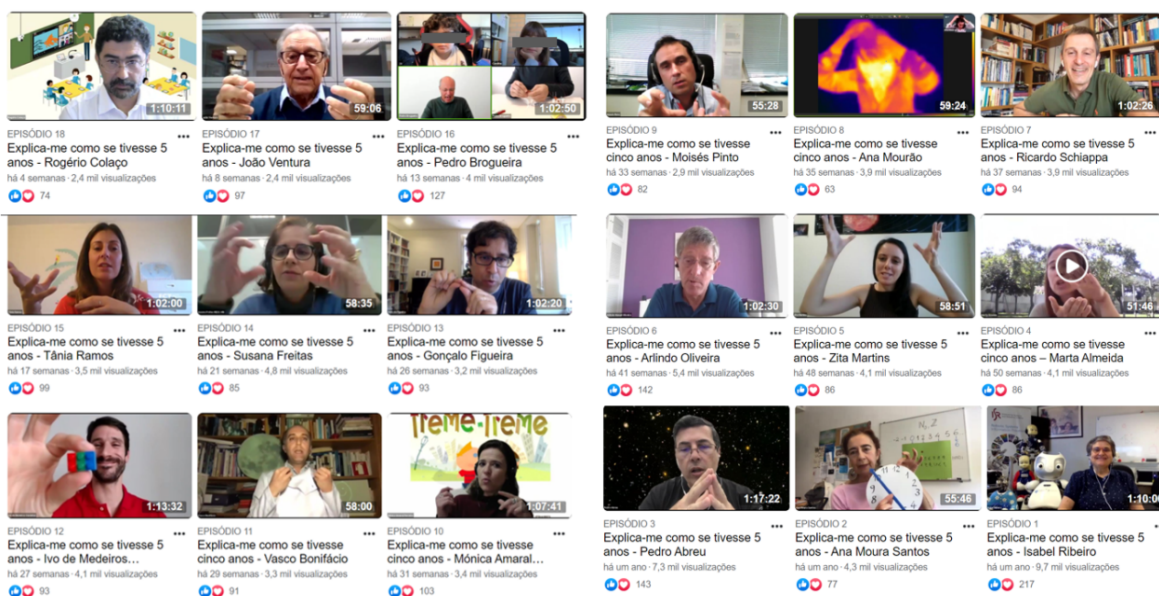 1:10:11
EPISÓDIO 18
Explica-me como se tivesse 5
anos - Rogério Colaço
há 4 semanas · 2,4 mil visualizações
74
59:06
EPISÓDIO 17
Explica-me como se tivesse 5
anos - João Ventura
há 8 semanas · 2,4 mil visualizações
97
1:02:50
EPISÓDIO 16
Explica-me como se tivesse 5
anos - Pedro Brogueira
há 13 semanas · 4 mil visualizações
127
55:28
EPISÓDIO 9
Explica-me como se tivesse
cinco anos - Moisés Pinto
há 33 semanas · 2,9 mil visualizações
82
59:24
EPISÓDIO 8
Explica-me como se tivesse
cinco anos - Ana Mourão
há 35 semanas · 3,9 mil visualizações
63
1:02:26
EPISÓDIO 7
Explica-me como se tivesse 5
anos - Ricardo Schiappa
há 37 semanas · 3,9 mil visualizações
94
1:02:00
EPISÓDIO 15
Explica-me como se tivesse 5
anos - Tânia Ramos
há 17 semanas · 3,5 mil visualizações
99
58:35
EPISÓDIO 14
Explica-me como se tivesse 5
anos - Susana Freitas
há 21 semanas · 4,8 mil visualizações
85
1:02:20
EPISÓDIO 13
Explica-me como se tivesse 5
anos - Gonçalo Figueira
há 26 semanas · 3,2 mil visualizações
93
1:02:30
EPISÓDIO 6
Explica-me como se tivesse 5
anos - Arlindo Oliveira
há 41 semanas · 5,4 mil visualizações
142
58:51
EPISÓDIO 5
Explica-me como se tivesse 5
anos - Zita Martins
há 48 semanas · 4,1 mil visualizações
86
51:46
EPISÓDIO 4
Explica-me como se tivesse
cinco anos – Marta Almeida
há 50 semanas · 4,1 mil visualizações
86
1:13:32
EPISÓDIO 12
Explica-me como se tivesse 5
anos - Ivo de Medeiros…
há 27 semanas · 4,1 mil visualizações
93
58:00
EPISÓDIO 11
Explica-me como se tivesse
cinco anos - Vasco Bonifácio
há 29 semanas · 3,3 mil visualizações
91
Treme-Treme
1:07:41
EPISÓDIO 10
Explica-me como se tivesse
cinco anos - Mónica Amaral…
há 31 semanas · 3,4 mil visualizações
103
1:17:22
EPISÓDIO 3
Explica-me como se tivesse 5
anos - Pedro Abreu
há um ano · 7,3 mil visualizações
143
55:46
EPISÓDIO 2
Explica-me como se tivesse 5
anos - Ana Moura Santos
há um ano · 4,3 mil visualizações
77
1:10:00
EPISÓDIO 1
Explica-me como se tivesse 5
anos - Isabel Ribeiro
há um ano · 9,7 mil visualizações
217